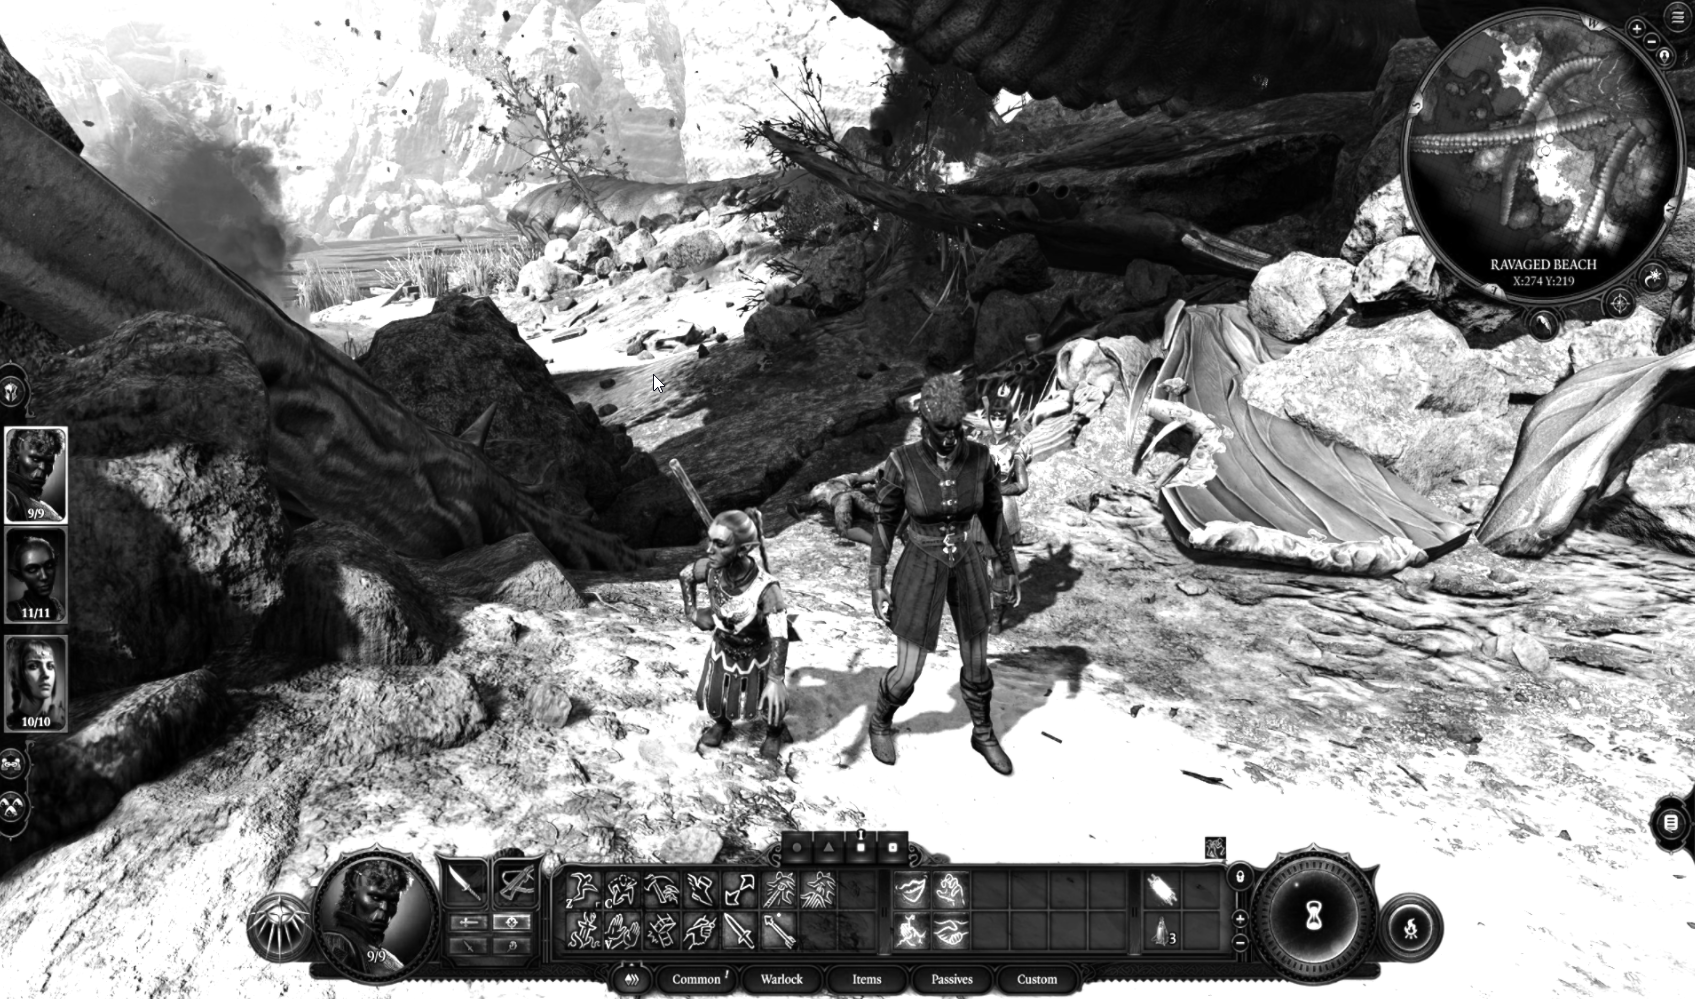 W
RAVAGED BEACH
X:274 Y:219
9/9
11/11
10/10
I
Z
C
3
9/9
Common !
Warlock
Items
Passives
Custom